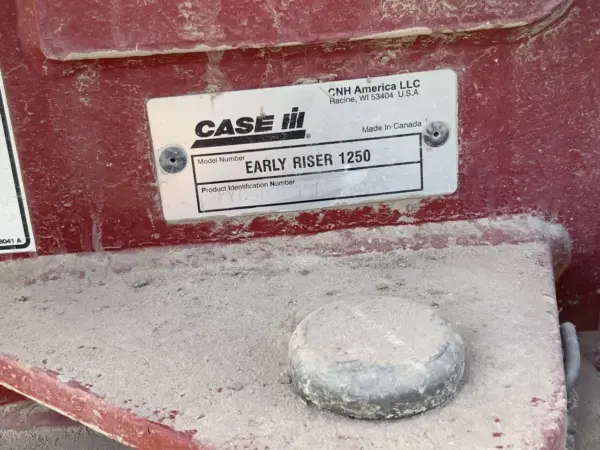 CNH America LLC
Racine, WI 53404 U.S.A.
CASE IH
Made in Canada
Model Number EARLY RISER 1250
Product Identification Number
8041 A